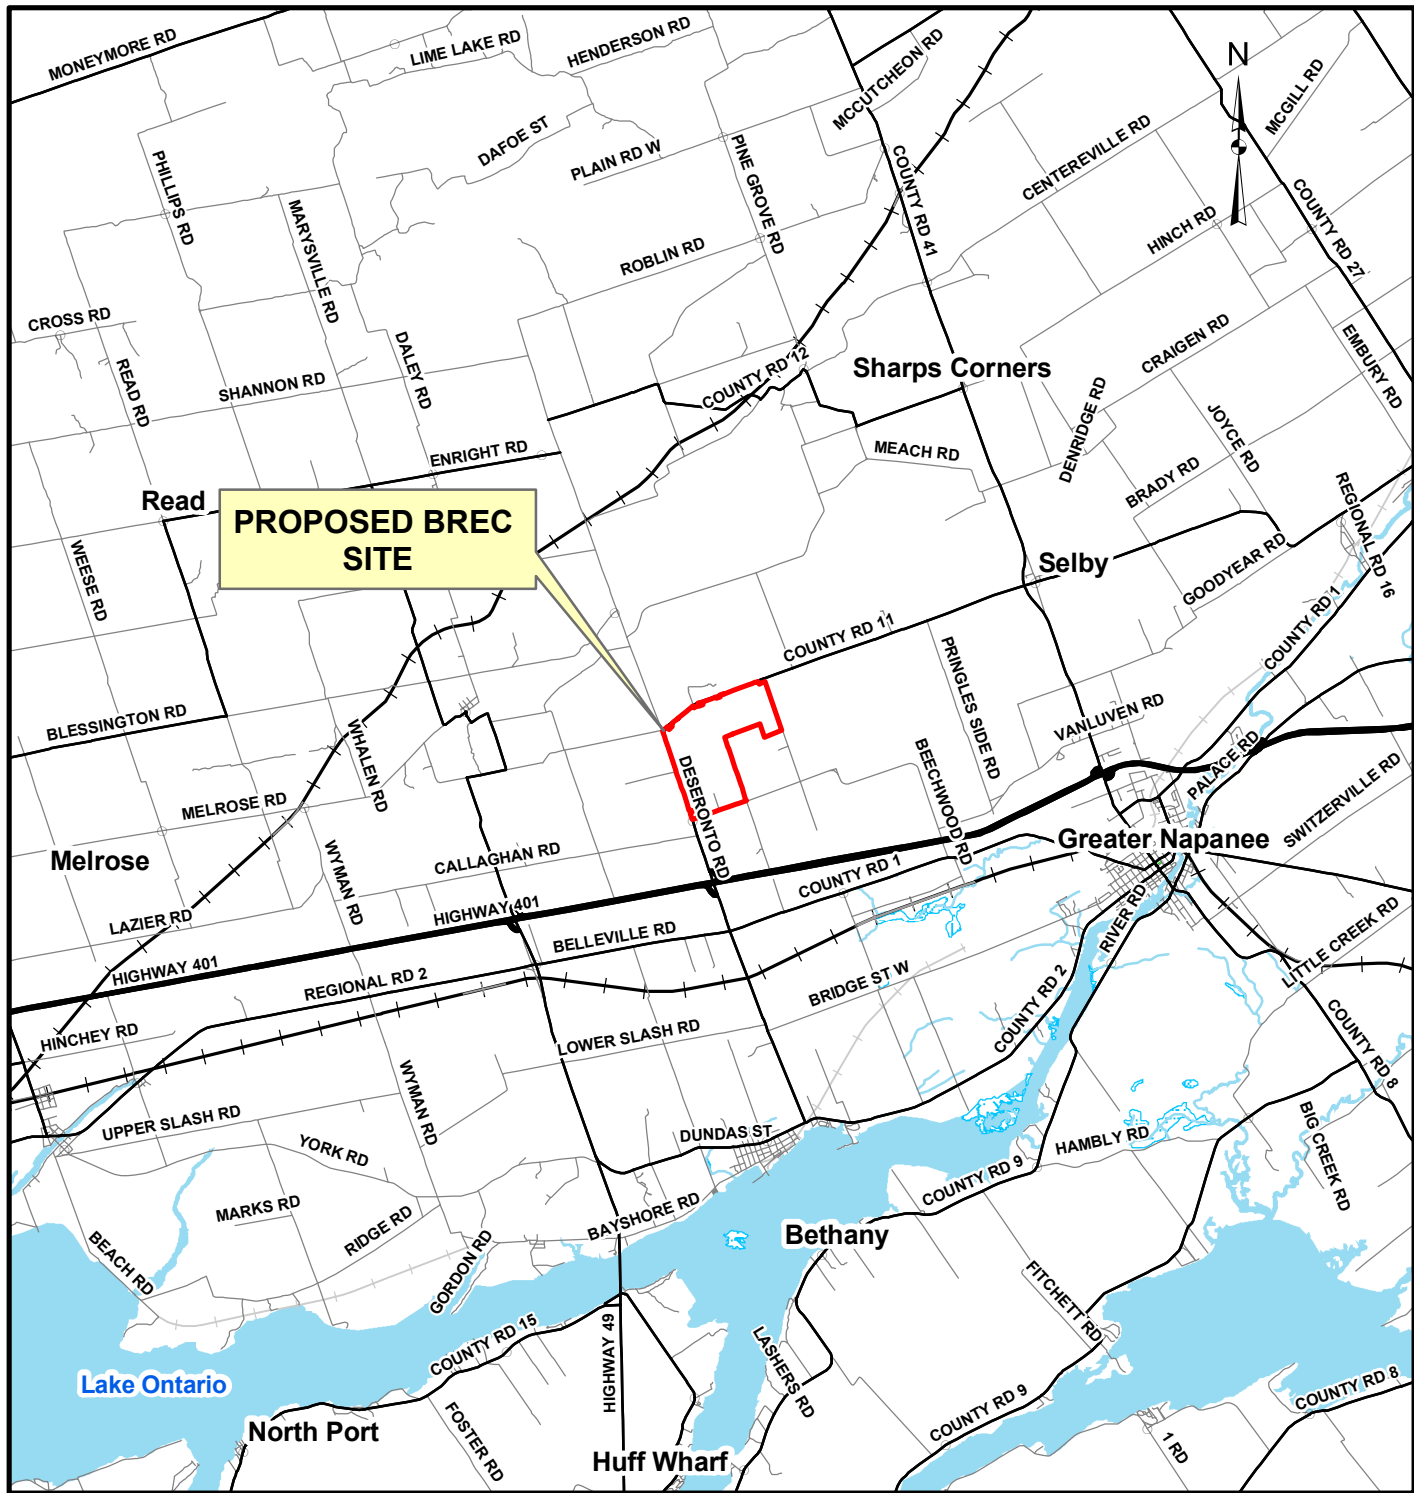 MONEYMORE RD
LIME LAKE RD
HENDERSON RD
N
MCCUTCHEON RD
MCGILL RD
DAFOE ST
PLAIN RD W
PINE GROVE RD
COUNTY RD 41
CENTEREVILLE RD
PHILLIPS RD
MARYSVILLE RD
ROBLIN RD
HINCH RD
COUNTY RD 27
CROSS RD
READ RD
SHANNON RD
DALEY RD
COUNTY RD 12
Sharps Corners
CRAIGEN RD
EMBURY RD
DENRIDGE RD
JOYCE RD
ENRIGHT RD
MEACH RD
BRADY RD
REGIONAL RD 16
Read
PROPOSED BREC
SITE
WEESE RD
Selby
GOODYEAR RD
COUNTY RD 1
COUNTY RD 11
PRINGLES SIDE RD
BLESSINGTON RD
WHALEN RD
VANLUVEN RD
PALACE RD
SWITZERVILLE RD
DESERONTO RD
BEECHWOOD RD
MELROSE RD
Melrose
WYMAN RD
CALLAGHAN RD
COUNTY RD 1
Greater Napanee
LAZIER RD
HIGHWAY 401
HIGHWAY 401
BELLEVILLE RD
REGIONAL RD 2
BRIDGE ST W
RIVER RD
COUNTY RD 2
LITTLE CREEK RD
HINCHEY RD
LOWER SLASH RD
COUNTY RD 8
WYMAN RD
UPPER SLASH RD
YORK RD
DUNDAS ST
HAMBLY RD
BIG CREEK RD
COUNTY RD 9
MARKS RD
RIDGE RD
BAYSHORE RD
Bethany
BEACH RD
GORDON RD
FITCHETT RD
COUNTY RD 15
HIGHWAY 49
LASHERS RD
Lake Ontario
COUNTY RD 9
COUNTY RD 8
North Port
FOSTER RD
1 RD
Huff Wharf